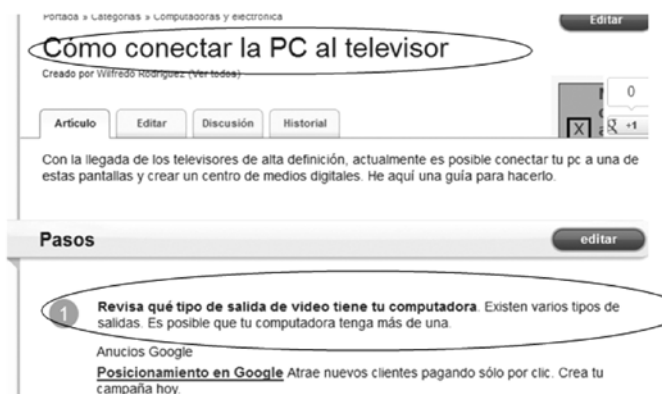 Portada » Categorías » Computadoras y electrónica
Editar
Cómo conectar la PC al televisor
Creado por Wilfredo Rodríguez (Ver todos)
0
X
g +1
Artículo Editar Discusión Historial
Con la llegada de los televisores de alta definición, actualmente es posible conectar tu pc a una de
estas pantallas y crear un centro de medios digitales. He aquí una guía para hacerlo.
Pasos
editar
1 Revisa qué tipo de salida de video tiene tu computadora. Existen varios tipos de
salidas. Es posible que tu computadora tenga más de una.
Anucios Google
Posicionamiento en Google Atrae nuevos clientes pagando sólo por clic. Crea tu
campaña hoy.